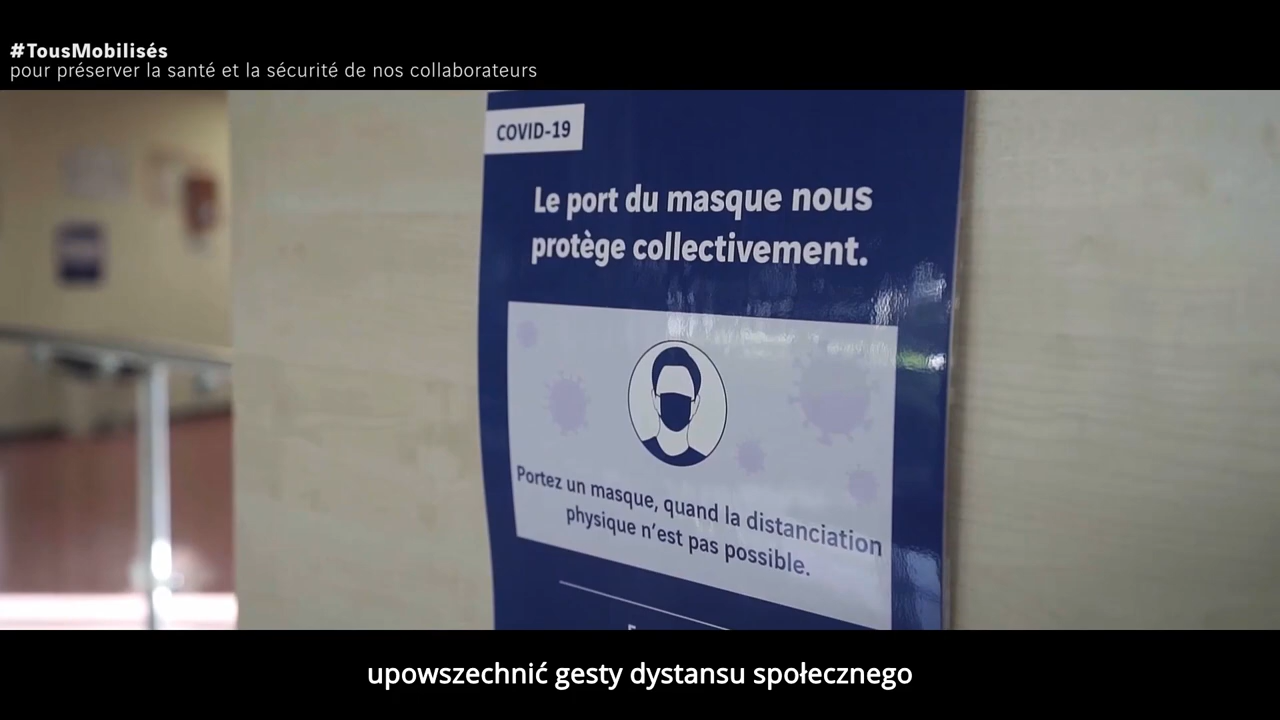 #TousMobilisés
pour préserver la santé et la sécurité de nos collaborateurs
COVID-19
Le port du masque nous
protège collectivement.
Portez un masque, quand la distanciation
physique n'est pas possible.
upowszechnić gesty dystansu społecznego